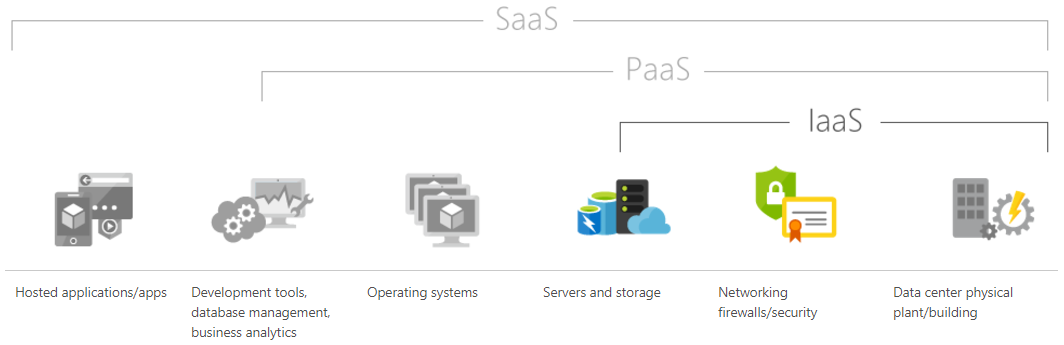 SaaS
PaaS
IaaS
Hosted applications/apps
Development tools,
database management,
business analytics
Operating systems
Servers and storage
Networking
firewalls/security
Data center physical
plant/building